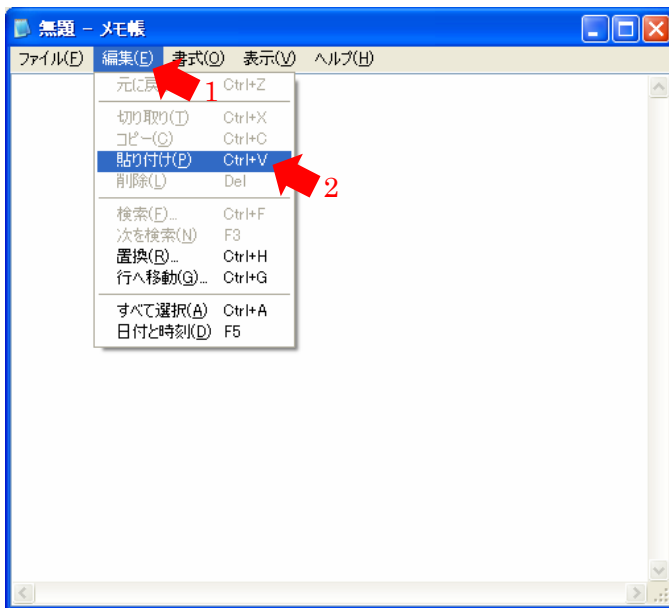 無題 - メモ帳
ファイル(F) 編集(E) 書式(O) 表示(V) ヘルプ(H)
1
元に戻 Ctrl+Z
切り取り(T) Ctrl+X
コピー(C) Ctrl+C
貼り付け(P) Ctrl+V
2
削除(L) Del
検索(F)... Ctrl+F
次を検索(N) F3
置換(R)... Ctrl+H
行へ移動(G)... Ctrl+G
すべて選択(A) Ctrl+A
日付と時刻(D) F5